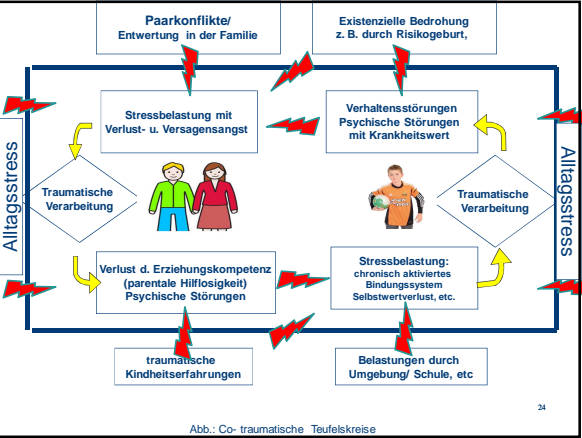 Paarkonflikte/
Entwertung in der Familie
Existenzielle Bedrohung
z. B. durch Risikogeburt,
Stressbelastung mit
Verlust- u. Versagensangst
Verhaltensstörungen
Psychische Störungen
mit Krankheitswert
Alltagsstress
Traumatische
Verarbeitung
Traumatische
Verarbeitung
Alltagsstress
Verlust d. Erziehungskompetenz
(parentale Hilflosigkeit)
Psychische Störungen
Stressbelastung:
chronisch aktiviertes
Bindungssystem
Selbstwertverlust, etc.
traumatische
Kindheitserfahrungen
Belastungen durch
Umgebung/ Schule, etc
24
Abb.: Co- traumatische Teufelskreise